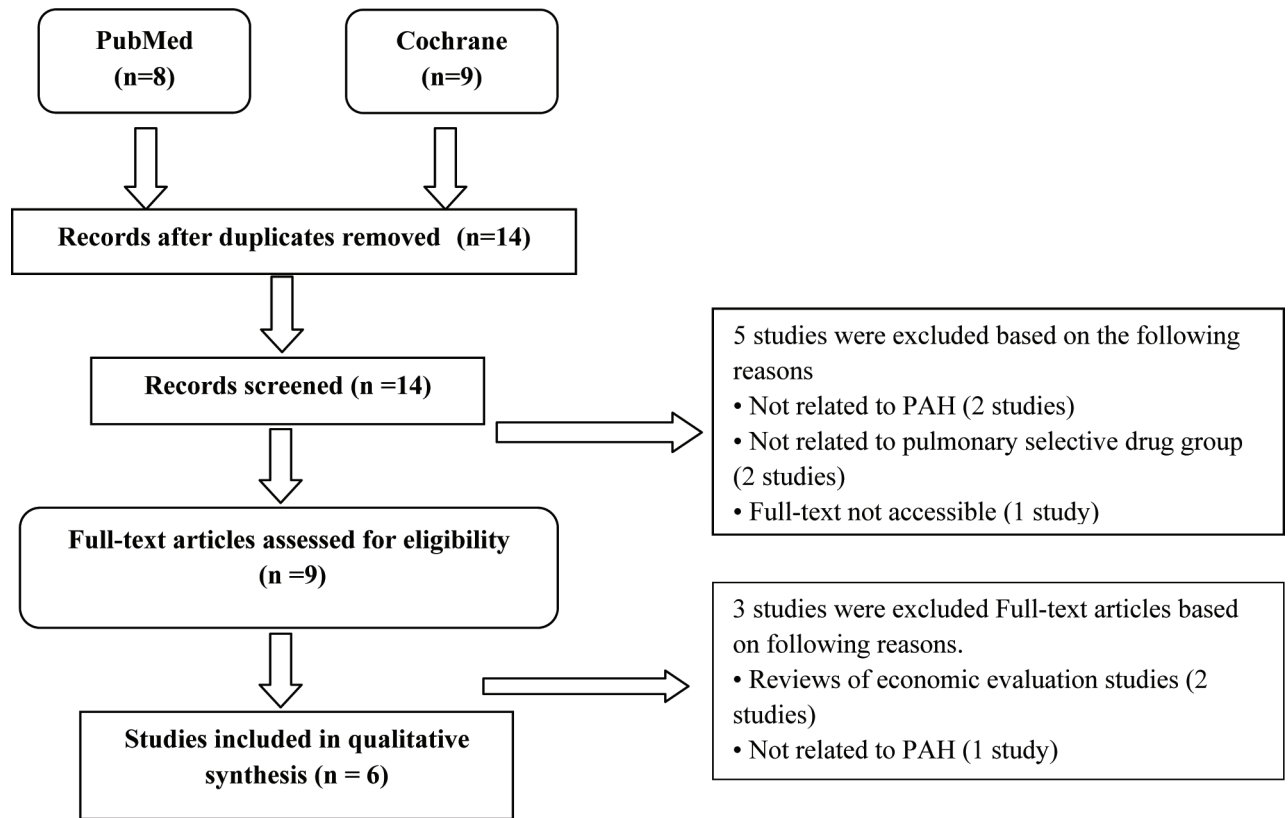 PubMed
(n=8)
Cochrane
(n=9)
Records after duplicates removed (n=14)
Records screened (n =14)
5 studies were excluded based on the following
reasons
• Not related to PAH (2 studies)
• Not related to pulmonary selective drug group
(2 studies)
• Full-text not accessible (1 study)
Full-text articles assessed for eligibility
(n =9)
3 studies were excluded Full-text articles based
on following reasons.
• Reviews of economic evaluation studies (2
studies)
• Not related to PAH (1 study)
Studies included in qualitative
synthesis (n = 6)